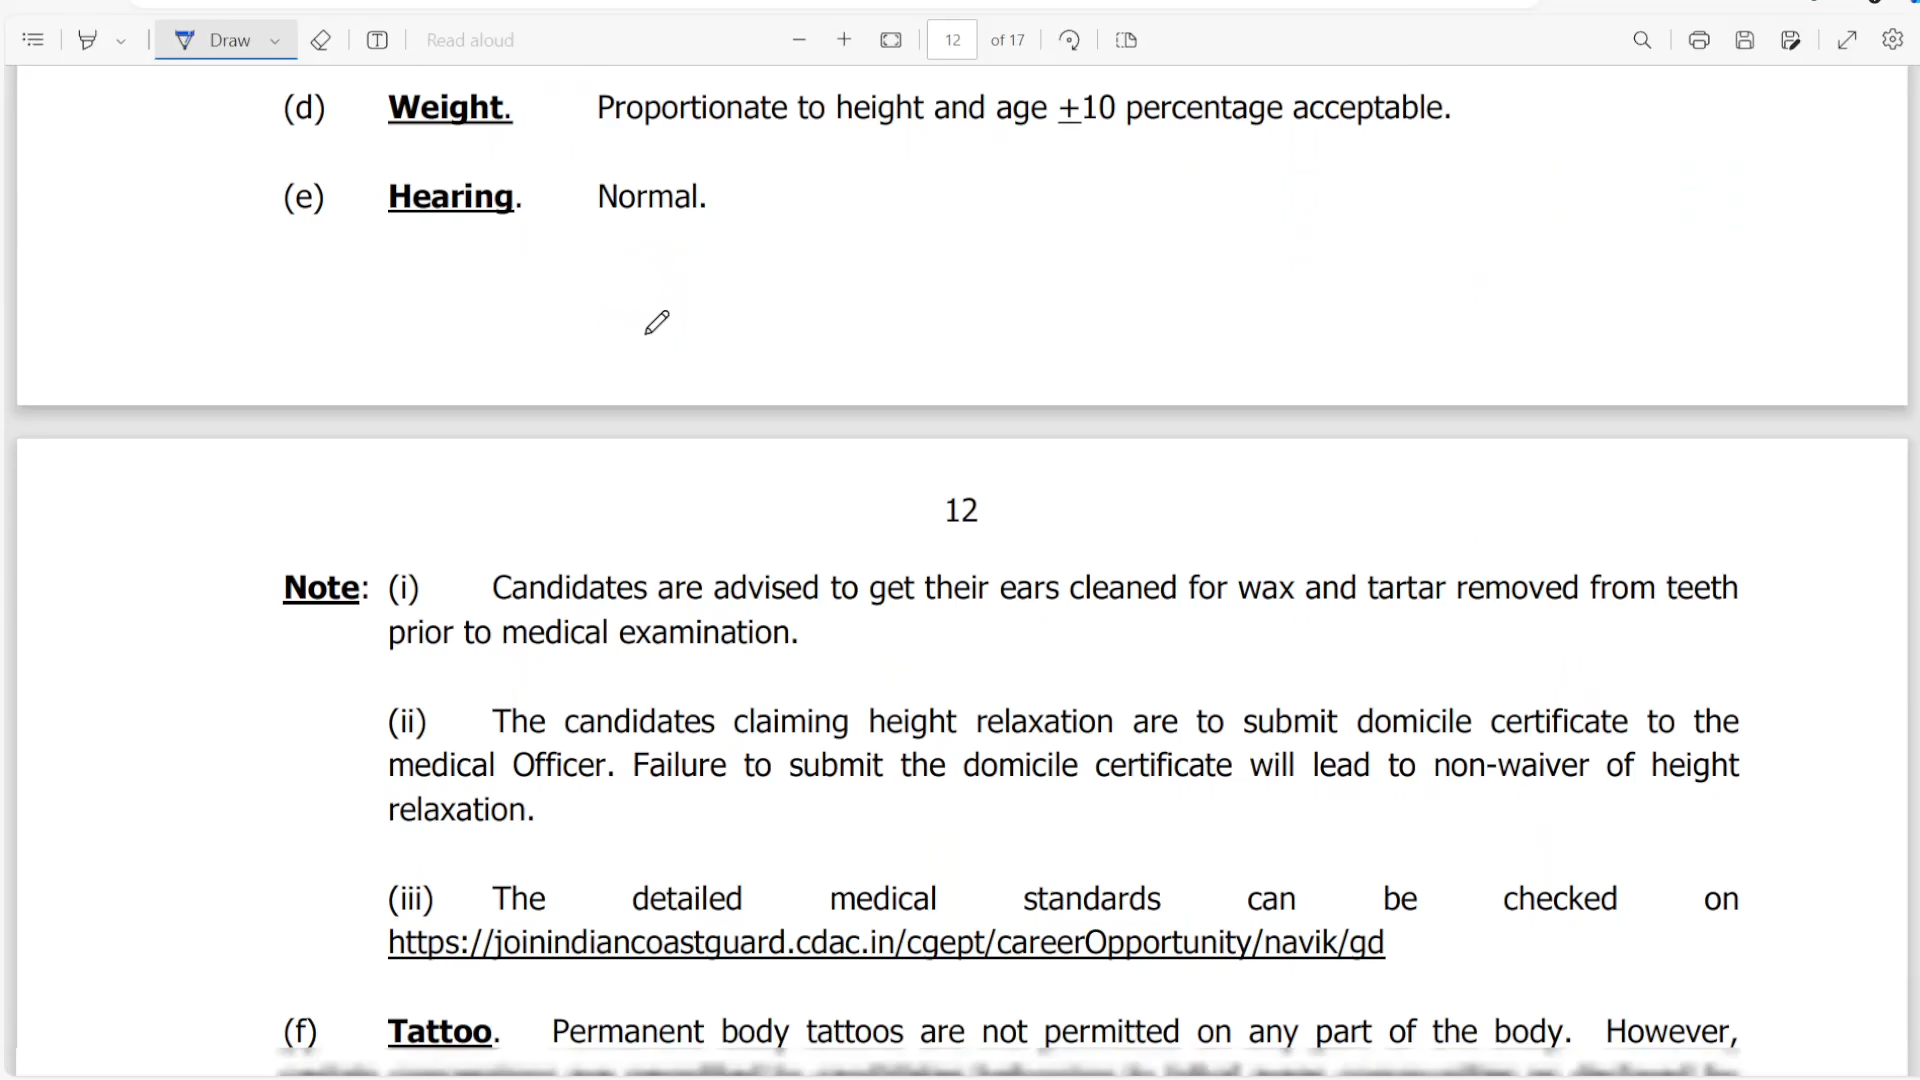 Draw
Read aloud
12 of 17
(d) Weight. Proportionate to height and age +10 percentage acceptable.
(e) Hearing. Normal.
12
Note: (i) Candidates are advised to get their ears cleaned for wax and tartar removed from teeth
prior to medical examination.
(ii) The candidates claiming height relaxation are to submit domicile certificate to the
medical Officer. Failure to submit the domicile certificate will lead to non-waiver of height
relaxation.
(iii) The detailed medical standards can be checked on
https://joinindiancoastguard.cdac.in/cgept/careerOpportunity/navik/gd
(f) Tattoo. Permanent body tattoos are not permitted on any part of the body. However,